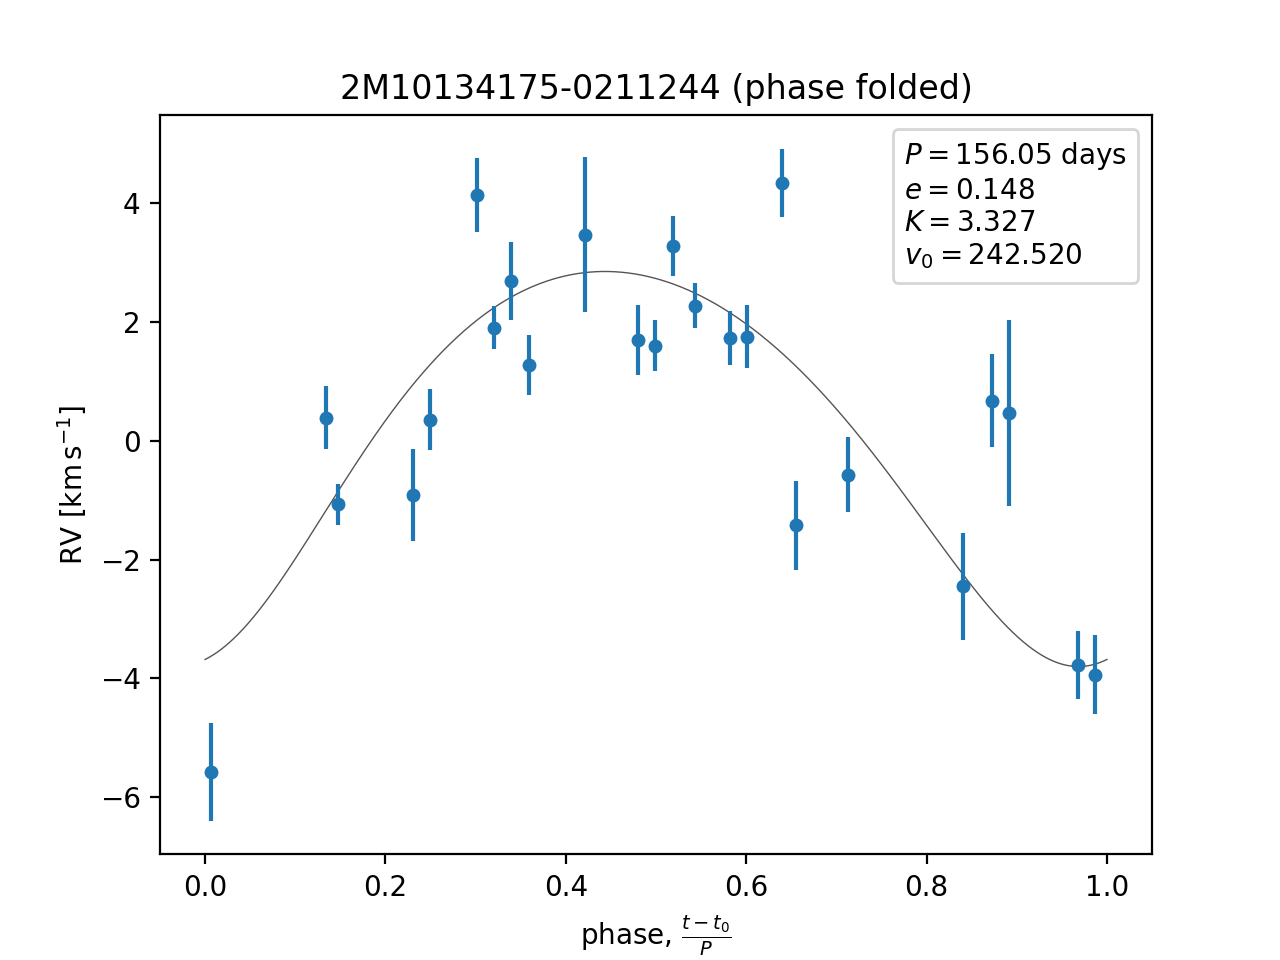 2M10134175-0211244 (phase folded)
P = 156.05 days
e = 0.148
K = 3.327
v₀ = 242.520
RV [km s⁻¹]
4
2
0
−2
−4
−6
0.0 0.2 0.4 0.6 0.8 1.0
phase, (t − t₀)/P